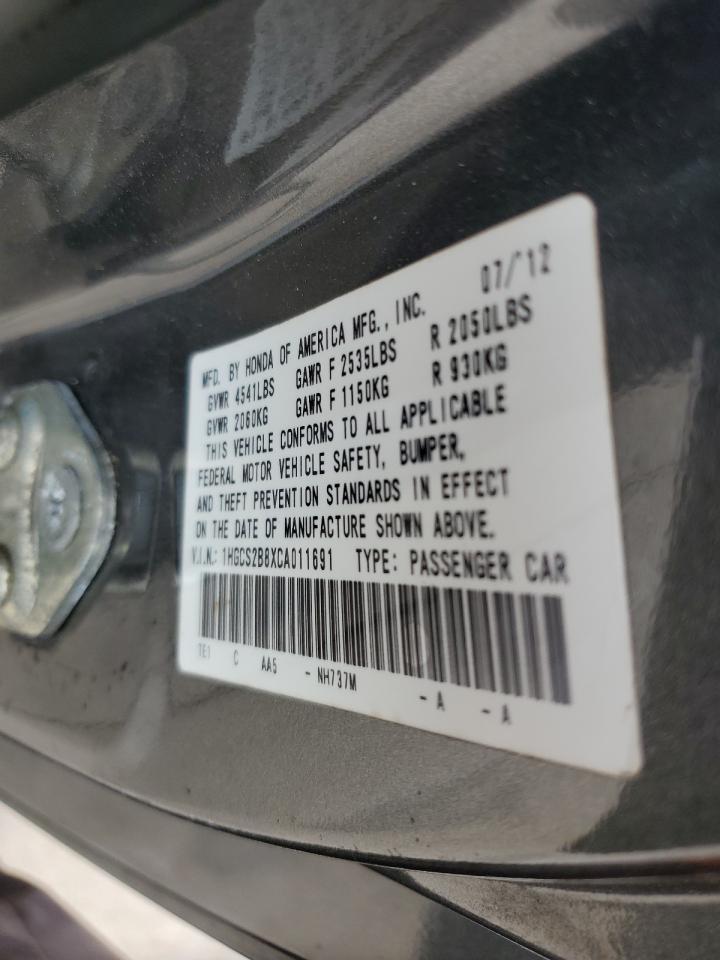 MFD. BY HONDA OF AMERICA MFG., INC. 07/'12
GVWR 4541LBS GAWR F 2535LBS R 2050LBS
GVWR 2060KG GAWR F 1150KG R 930KG
THIS VEHICLE CONFORMS TO ALL APPLICABLE
FEDERAL MOTOR VEHICLE SAFETY, BUMPER,
AND THEFT PREVENTION STANDARDS IN EFFECT
ON THE DATE OF MANUFACTURE SHOWN ABOVE.
V.I.N.: 1HGCS2B8XCA011691 TYPE: PASSENGER CAR
TE1 C AA5 - NH737M - A - A